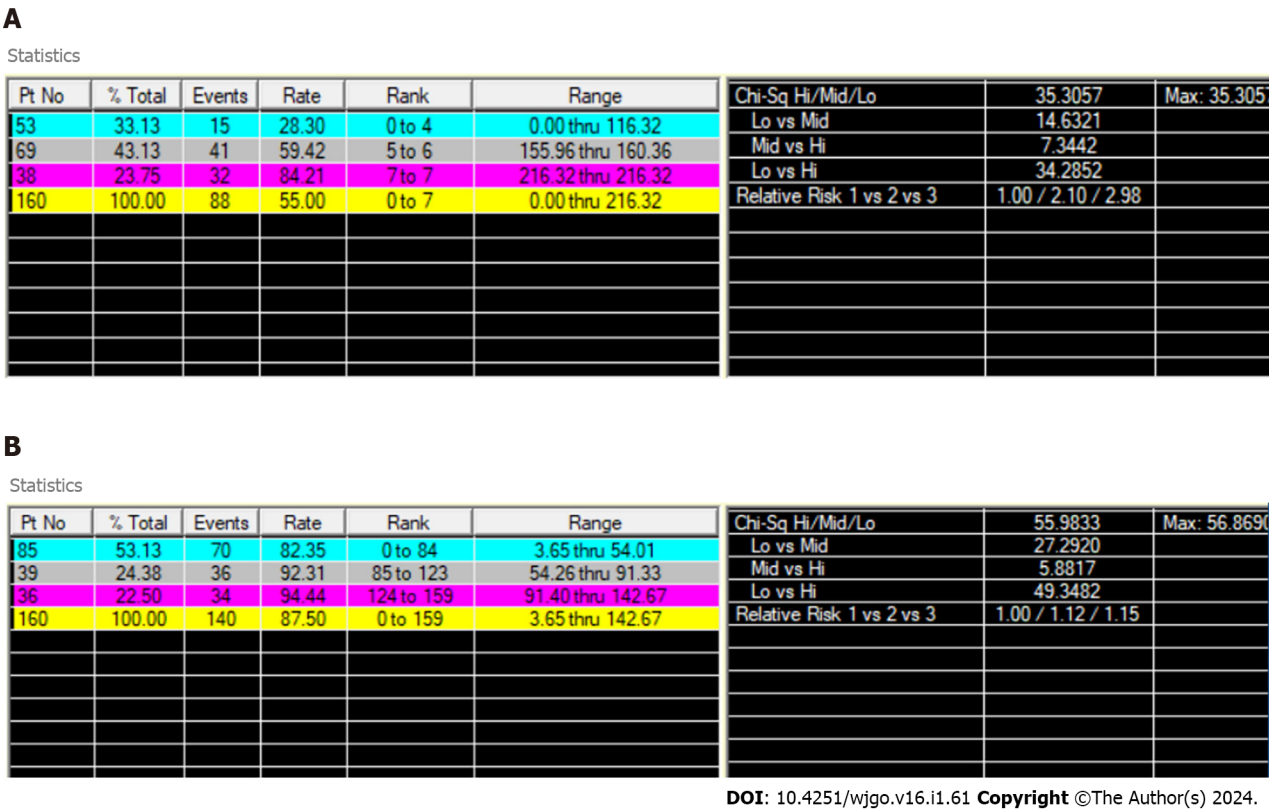 A
Statistics
Pt No % Total Events Rate Rank Range
53 33.13 15 28.30 0 to 4 0.00 thru 116.32
69 43.13 41 59.42 5 to 6 155.96 thru 160.36
38 23.75 32 84.21 7 to 7 216.32 thru 216.32
160 100.00 88 55.00 0 to 7 0.00 thru 216.32
Chi-Sq Hi/Mid/Lo 35.3057 Max: 35.3057
Lo vs Mid 14.6321
Mid vs Hi 7.3442
Lo vs Hi 34.2852
Relative Risk 1 vs 2 vs 3 1.00 / 2.10 / 2.98
B
Statistics
Pt No % Total Events Rate Rank Range
85 53.13 70 82.35 0 to 84 3.65 thru 54.01
39 24.38 36 92.31 85 to 123 54.26 thru 91.33
36 22.50 34 94.44 124 to 159 91.40 thru 142.67
160 100.00 140 87.50 0 to 159 3.65 thru 142.67
Chi-Sq Hi/Mid/Lo 55.9833 Max: 56.8690
Lo vs Mid 27.2920
Mid vs Hi 5.8817
Lo vs Hi 49.3482
Relative Risk 1 vs 2 vs 3 1.00 / 1.12 / 1.15
DOI: 10.4251/wjgo.v16.i1.61 Copyright ©The Author(s) 2024.